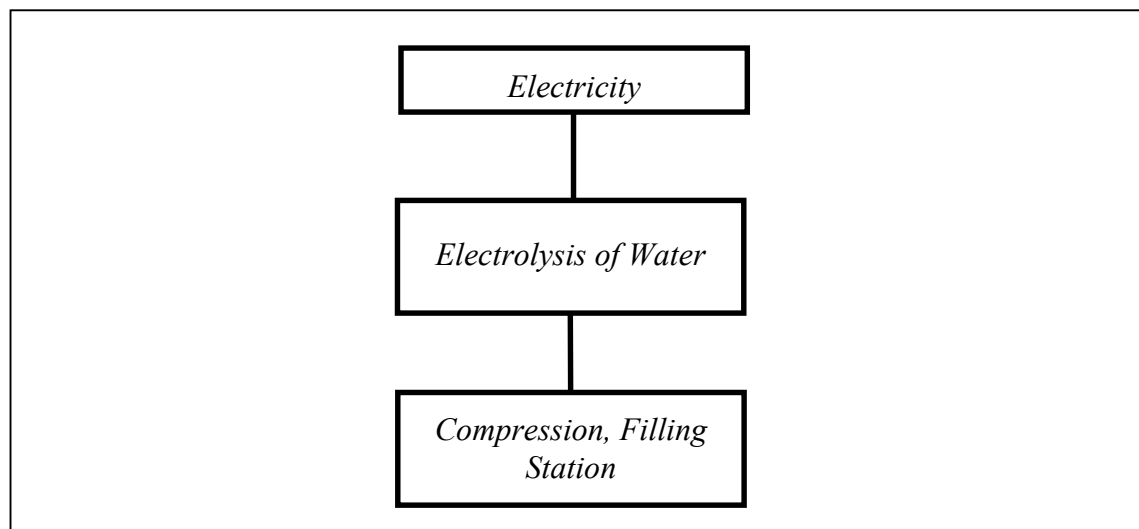 Electricity
Electrolysis of Water
Compression, Filling
Station